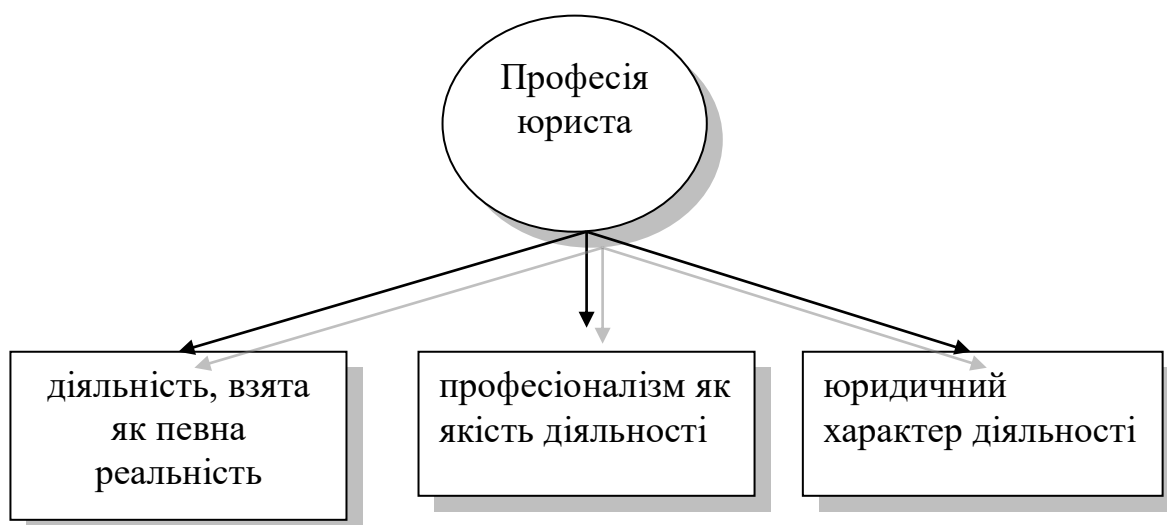 Професія
юриста
діяльність, взята
як певна
реальність
професіоналізм як
якість діяльності
юридичний
характер діяльності